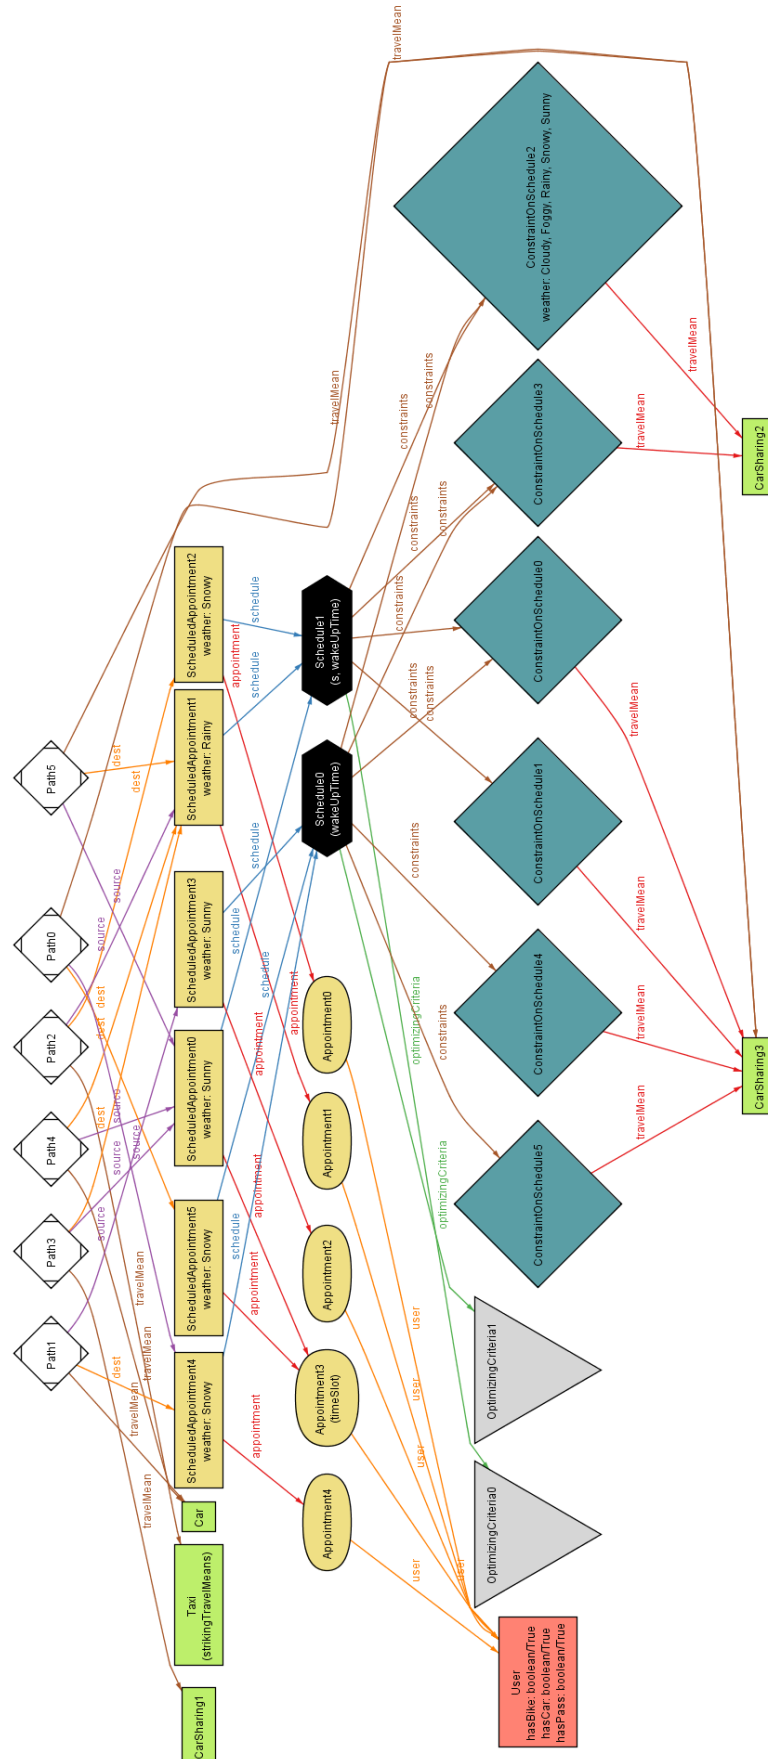 Path1
Path3
Path4
Path2
Path0
Path5
source
dest
dest
dest
source
dest
source
source
source
source
dest
dest
travelMean
travelMean
travelMean
travelMean
CarSharing1
Taxi
(strikingTravelMeans)
Car
ScheduledAppointment4
weather: Snowy
ScheduledAppointment5
weather: Snowy
ScheduledAppointment0
weather: Sunny
ScheduledAppointment3
weather: Sunny
ScheduledAppointment1
weather: Rainy
ScheduledAppointment2
weather: Snowy
appointment
schedule
appointment
appointment
schedule
appointment
schedule
appointment
schedule
schedule
appointment
schedule
Appointment4
Appointment3
(timeSlot)
Appointment2
Appointment1
Appointment0
Schedule0
(wakeUpTime)
Schedule1
(s, wakeUpTime)
travelMean
travelMean
user
user
user
user
optimizingCriteria
optimizingCriteria
constraints
constraints
constraints
constraints
constraints
constraints
constraints
constraints
constraints
constraints
User
hasBike: boolean/True
hasCar: boolean/True
hasPass: boolean/True
OptimizingCriteria0
OptimizingCriteria1
ConstraintOnSchedule5
ConstraintOnSchedule4
ConstraintOnSchedule1
ConstraintOnSchedule0
ConstraintOnSchedule3
ConstraintOnSchedule2
weather: Cloudy, Foggy, Rainy, Snowy, Sunny
travelMean
travelMean
travelMean
travelMean
travelMean
travelMean
CarSharing3
CarSharing2